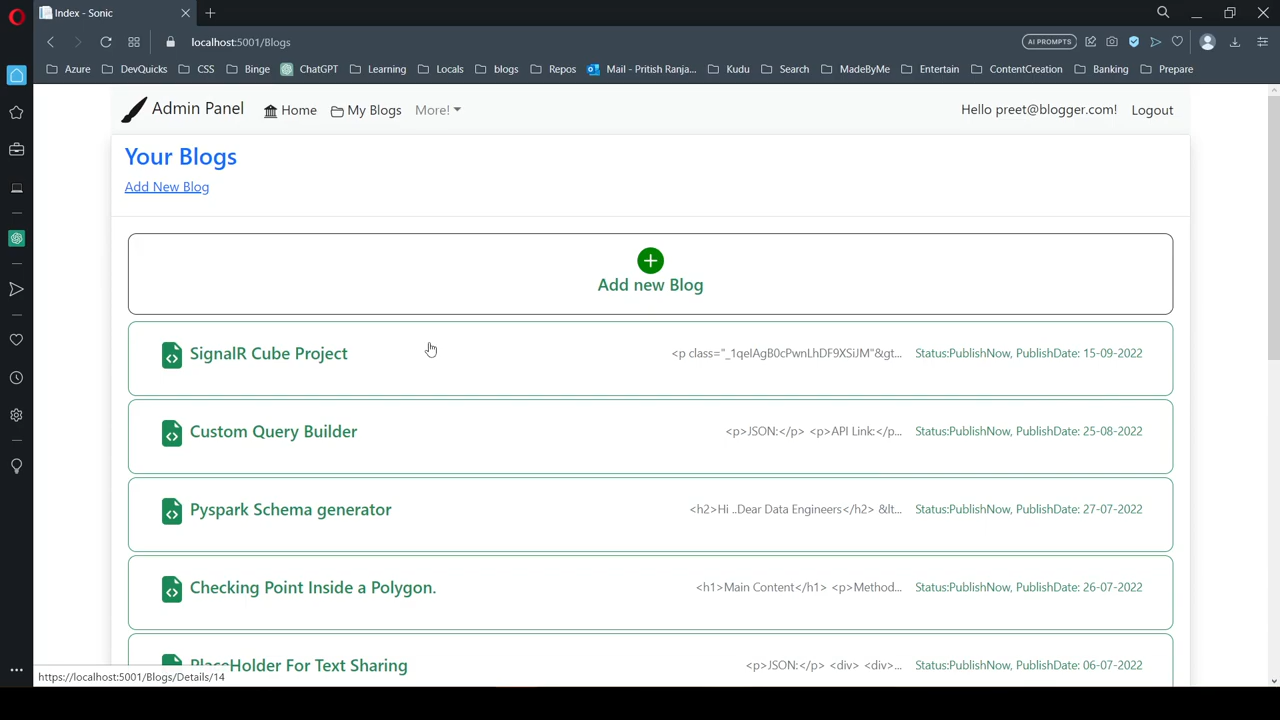 Index - Sonic
localhost:5001/Blogs
AI PROMPTS
Azure DevQuicks CSS Binge ChatGPT Learning Locals blogs Repos Mail - Pritish Ranja... Kudu Search MadeByMe Entertain ContentCreation Banking Prepare
Admin Panel Home My Blogs More! Hello preet@blogger.com! Logout
Your Blogs
Add New Blog
Add new Blog
SignalR Cube Project <p class="_1qeIAgB0cPwnLhDF9XSiJM"&gt... Status:PublishNow, PublishDate: 15-09-2022
Custom Query Builder <p>JSON:</p> <p>API Link:</p... Status:PublishNow, PublishDate: 25-08-2022
Pyspark Schema generator <h2>Hi ..Dear Data Engineers</h2> &lt... Status:PublishNow, PublishDate: 27-07-2022
Checking Point Inside a Polygon. <h1>Main Content</h1> <p>Method... Status:PublishNow, PublishDate: 26-07-2022
PlaceHolder For Text Sharing <p>JSON:</p> <div> <div>... Status:PublishNow, PublishDate: 06-07-2022
https://localhost:5001/Blogs/Details/14